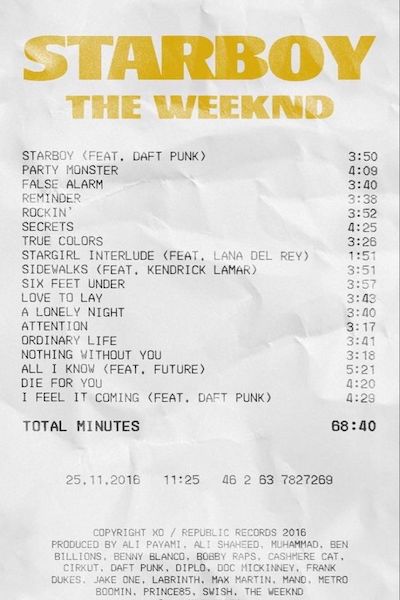 STARBOY
THE WEEKND
STARBOY (FEAT. DAFT PUNK) 3:50
PARTY MONSTER 4:09
FALSE ALARM 3:40
REMINDER 3:38
ROCKIN' 3:52
SECRETS 4:25
TRUE COLORS 3:26
STARGIRL INTERLUDE (FEAT. LANA DEL REY) 1:51
SIDEWALKS (FEAT. KENDRICK LAMAR) 3:51
SIX FEET UNDER 3:57
LOVE TO LAY 3:43
A LONELY NIGHT 3:40
ATTENTION 3:17
ORDINARY LIFE 3:41
NOTHING WITHOUT YOU 3:18
ALL I KNOW (FEAT. FUTURE) 5:21
DIE FOR YOU 4:20
I FEEL IT COMING (FEAT. DAFT PUNK) 4:29
TOTAL MINUTES 68:40
25.11.2016 11:25 46 2 63 7827269
COPYRIGHT XO / REPUBLIC RECORDS 2016
PRODUCED BY ALI PAYAMI, ALI SHAHEED, MUHAMMAD, BEN
BILLIONS, BENNY BLANCO, BOBBY RAPS, CASHMERE CAT,
CIRKUT, DAFT PUNK, DIPLO, DOC MCKINNEY, FRANK
DUKES, JAKE ONE, LABRINTH, MAX MARTIN, MANO, METRO
BOOMIN, PRINCE85, SWISH, THE WEEKND